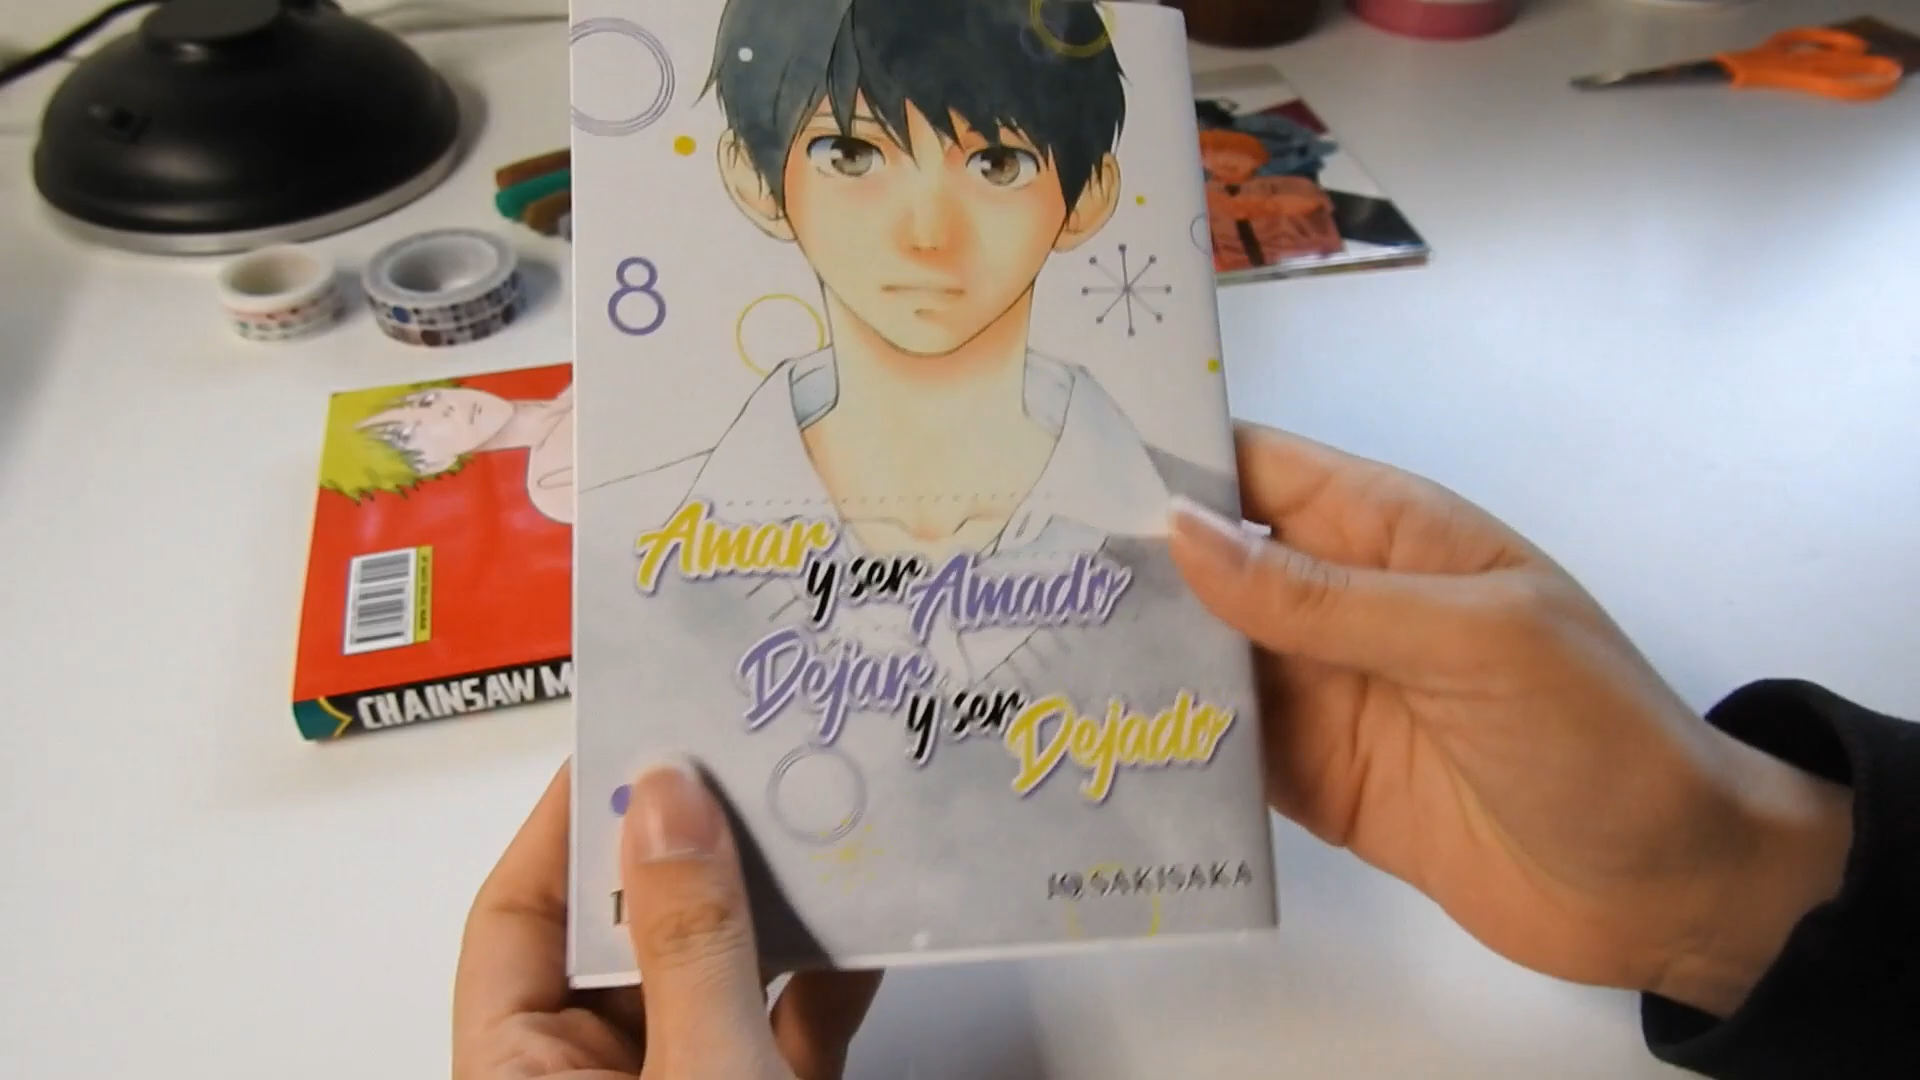 8
Amar
y ser Amado
Dejar
y ser Dejado
IO SAKISAKA
CHAINSAW M